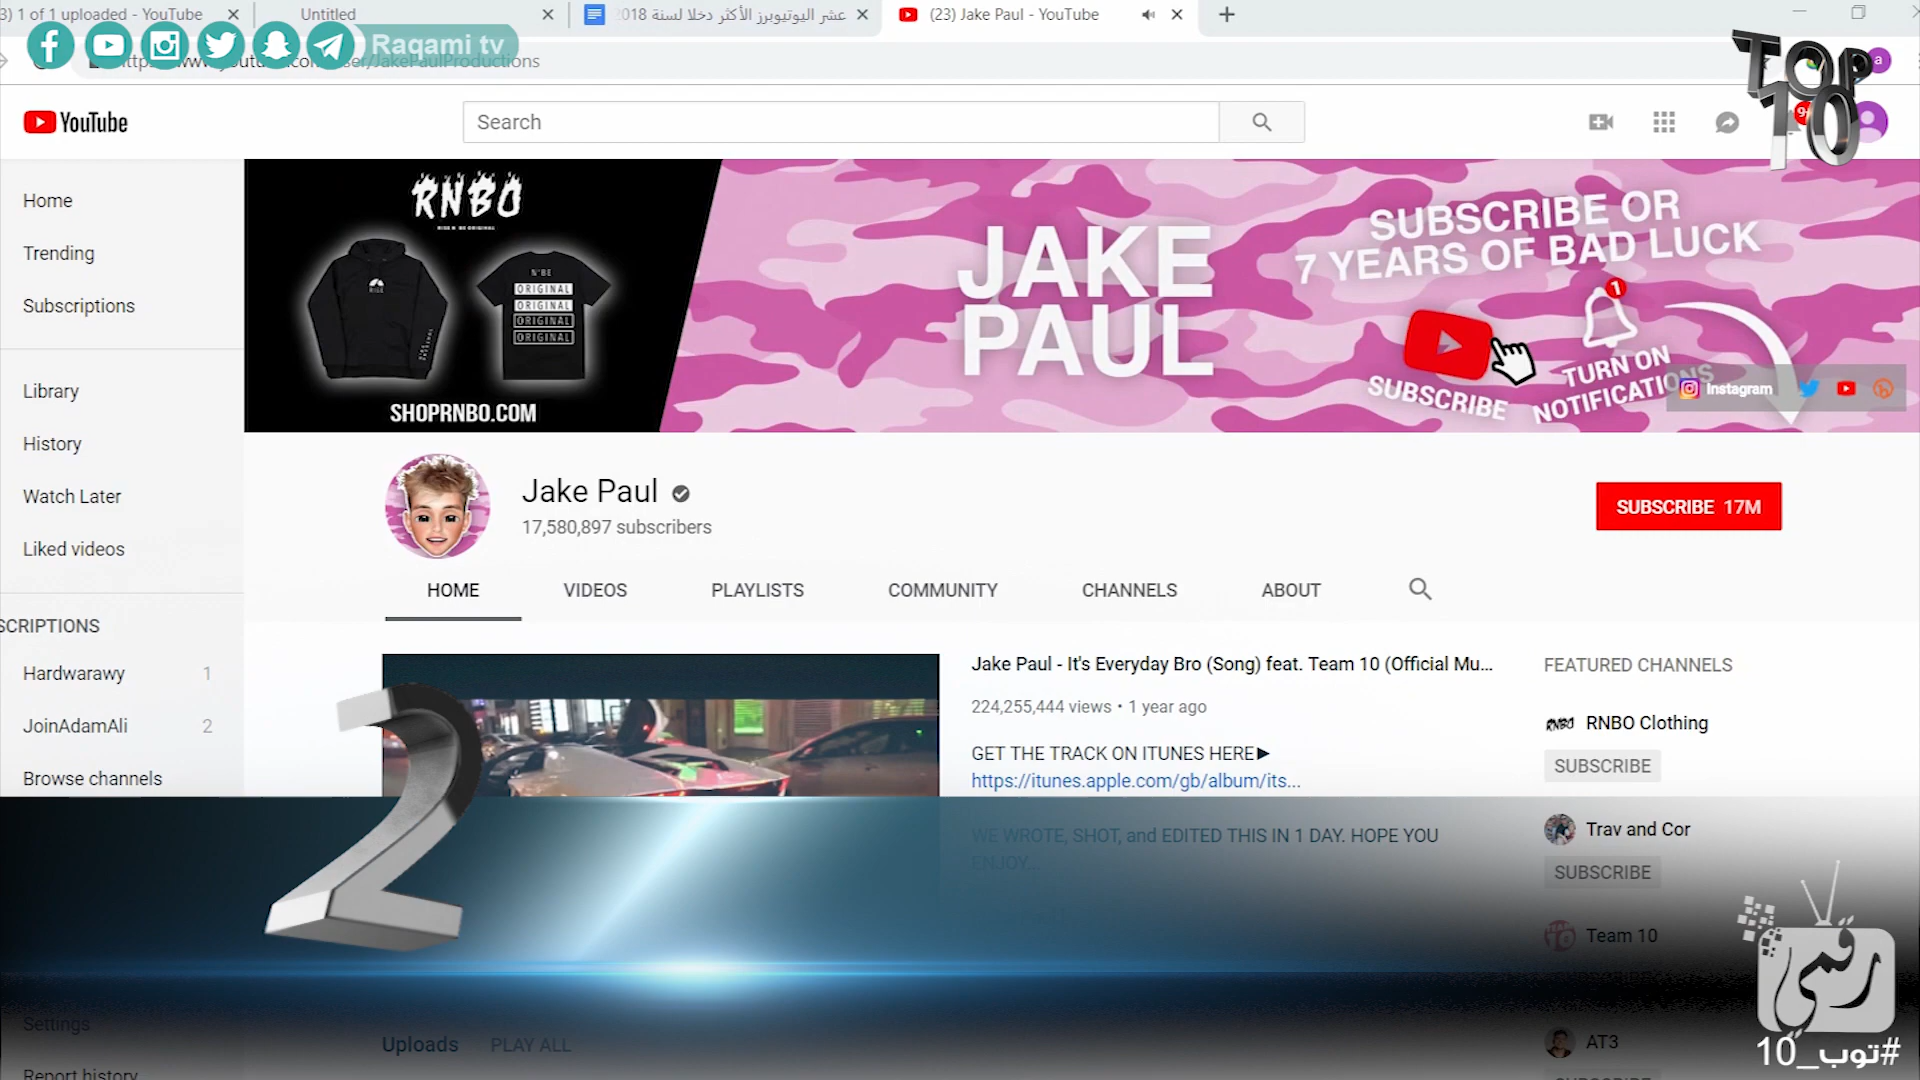 3) 1 of 1 uploaded - YouTube
Untitled
عشر اليوتيوبرز الأكثر دخلا لسنة 2018
(23) Jake Paul - YouTube
Raqami tv
TOP
10
YouTube
Search
Home
Trending
Subscriptions
Library
History
Watch Later
Liked videos
SCRIPTIONS
Hardwarawy 1
JoinAdamAli 2
Browse channels
Settings
Report history
RNBO
ORIGINAL
ORIGINAL
ORIGINAL
ORIGINAL
SHOPRNBO.COM
JAKE
PAUL
SUBSCRIBE OR
7 YEARS OF BAD LUCK
1
SUBSCRIBE
TURN ON
NOTIFICATIONS
Instagram
Jake Paul
17,580,897 subscribers
SUBSCRIBE 17M
HOME
VIDEOS
PLAYLISTS
COMMUNITY
CHANNELS
ABOUT
Jake Paul - It's Everyday Bro (Song) feat. Team 10 (Official Mu...
224,255,444 views • 1 year ago
GET THE TRACK ON ITUNES HERE▶
https://itunes.apple.com/gb/album/its...
WE WROTE, SHOT, and EDITED THIS IN 1 DAY. HOPE YOU
ENJOY...
FEATURED CHANNELS
RNBO Clothing
SUBSCRIBE
Trav and Cor
SUBSCRIBE
Team 10
AT3
Uploads
PLAY ALL
2
رقمي
#توب_10